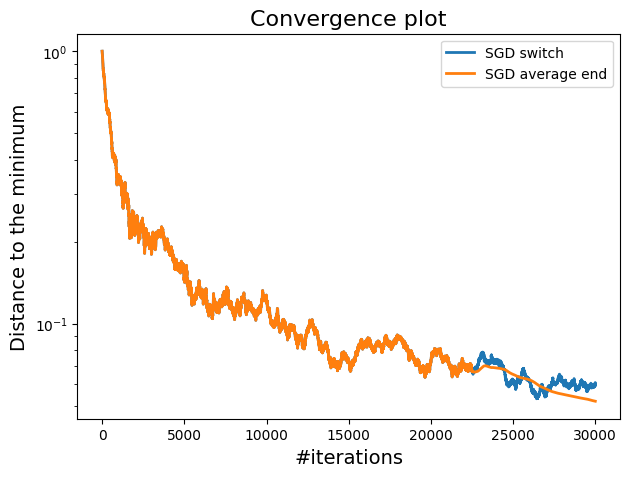 Convergence plot
Distance to the minimum
10⁰
10⁻¹
SGD switch
SGD average end
0 5000 10000 15000 20000 25000 30000
#iterations